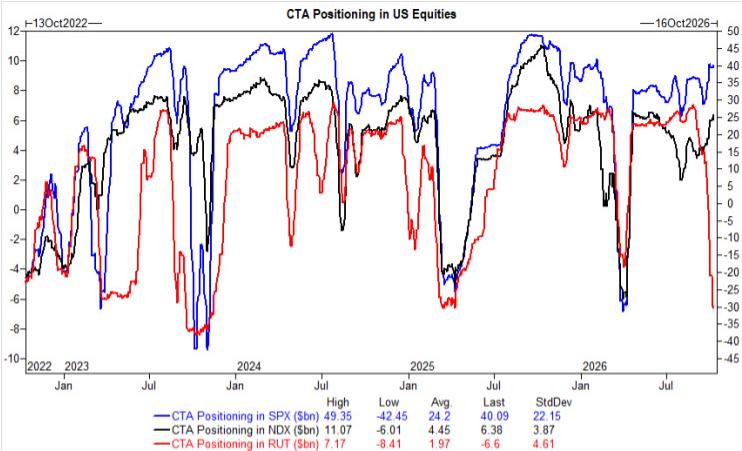 CTA Positioning in US Equities
13Oct2022
16Oct2026
12 50
10 45
8 40
6 35
4 30
2 25
0 20
-2 15
-4 10
-6 5
-8 0
-10 -5
-10
-15
-20
-25
-30
-35
-40
-45
2022 2023 2024 2025 2026
Jan Jul Jan Jul Jan Jul Jan Jul
High Low Avg. Last StdDev
CTA Positioning in SPX ($bn) 49.35 -42.45 24.2 40.09 22.15
CTA Positioning in NDX ($bn) 11.07 -6.01 4.45 6.38 3.87
CTA Positioning in RUT ($bn) 7.17 -8.41 1.97 -6.6 4.61